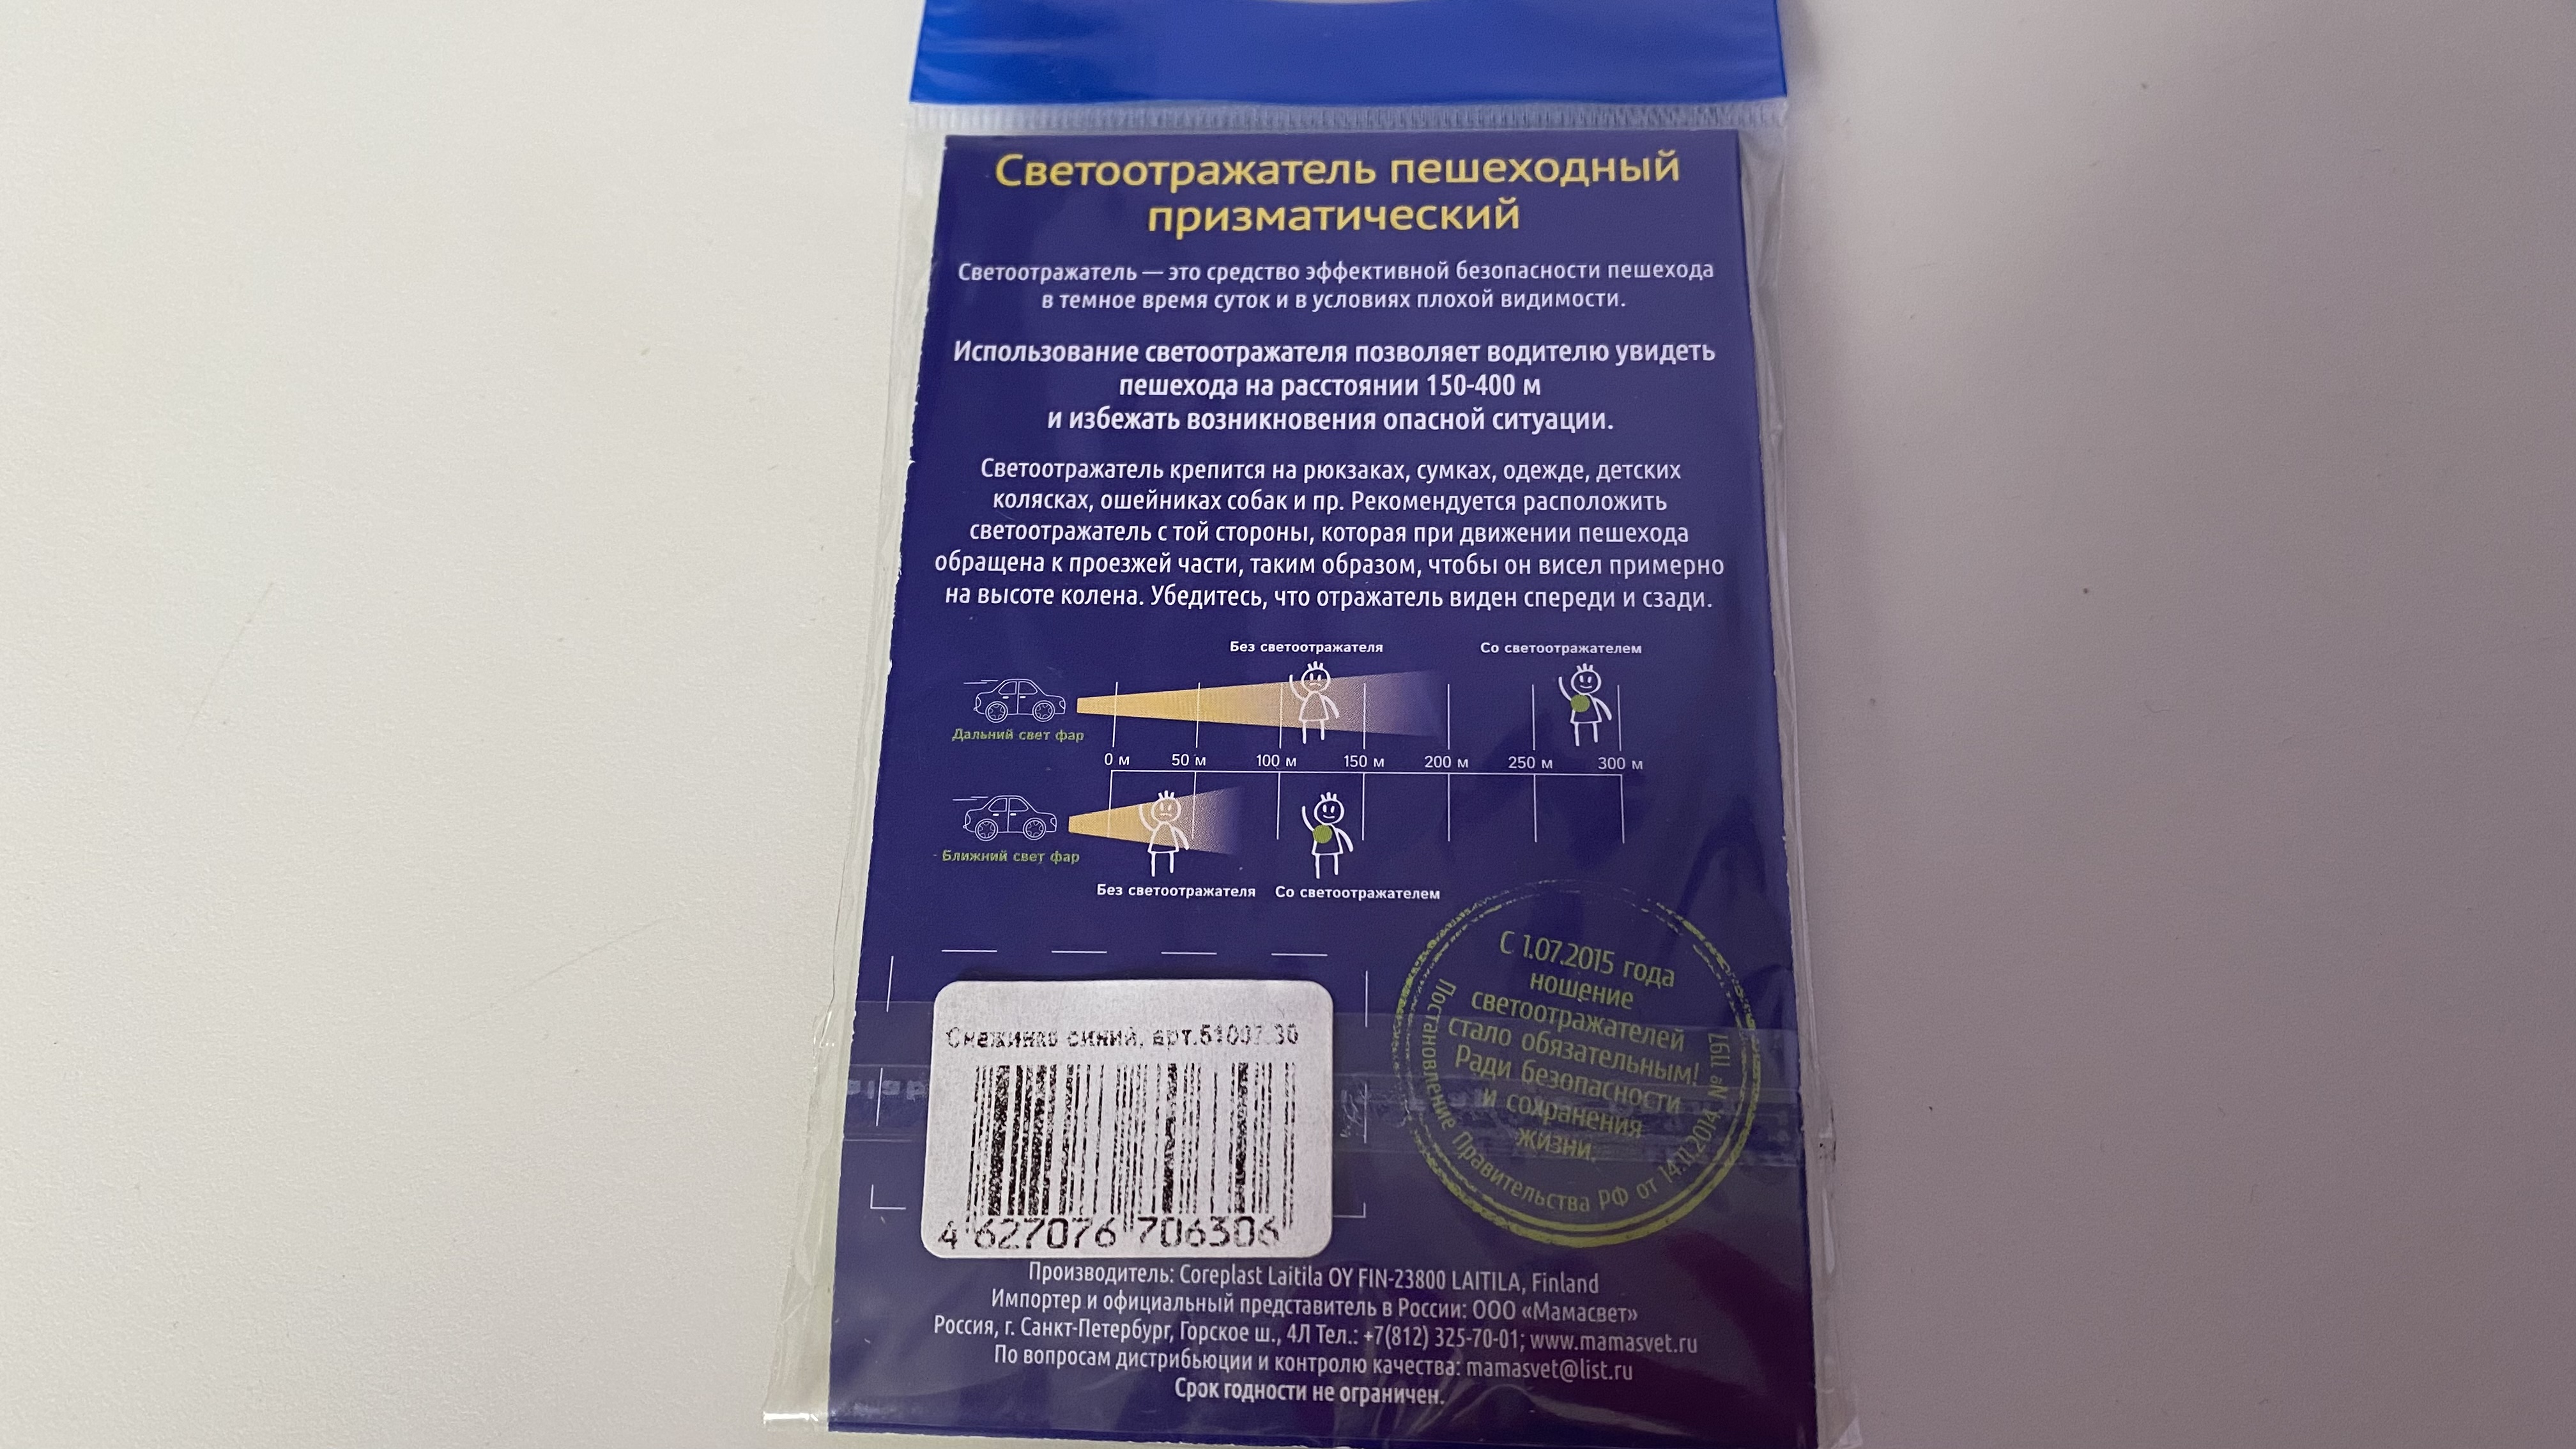 Светоотражатель пешеходный
призматический
Светоотражатель — это средство эффективной безопасности пешехода
в темное время суток и в условиях плохой видимости.
Использование светоотражателя позволяет водителю увидеть
пешехода на расстоянии 150-400 м
и избежать возникновения опасной ситуации.
Светоотражатель крепится на рюкзаках, сумках, одежде, детских
колясках, ошейниках собак и пр. Рекомендуется расположить
светоотражатель с той стороны, которая при движении пешехода
обращена к проезжей части, таким образом, чтобы он висел примерно
на высоте колена. Убедитесь, что отражатель виден спереди и сзади.
Без светоотражателя Со светоотражателем
Дальний свет фар
0 м 50 м 100 м 150 м 200 м 250 м 300 м
- Ближний свет фар
Без светоотражателя Со светоотражателем
С 1.07.2015 года
ношение
светоотражателей
стало обязательным!
Ради безопасности
и сохранения
жизни.
Постановление Правительства РФ от 14.11.2014, № 1197
Снежинка синий, арт.51007.30
4 627076 706306
Производитель: Coreplast Laitila OY FIN-23800 LAITILA, Finland
Импортер и официальный представитель в России: ООО «Мамасвет»
Россия, г. Санкт-Петербург, Горское ш., 4Л Тел.: +7(812) 325-70-01; www.mamasvet.ru
По вопросам дистрибьюции и контролю качества: mamasvet@list.ru
Срок годности не ограничен.